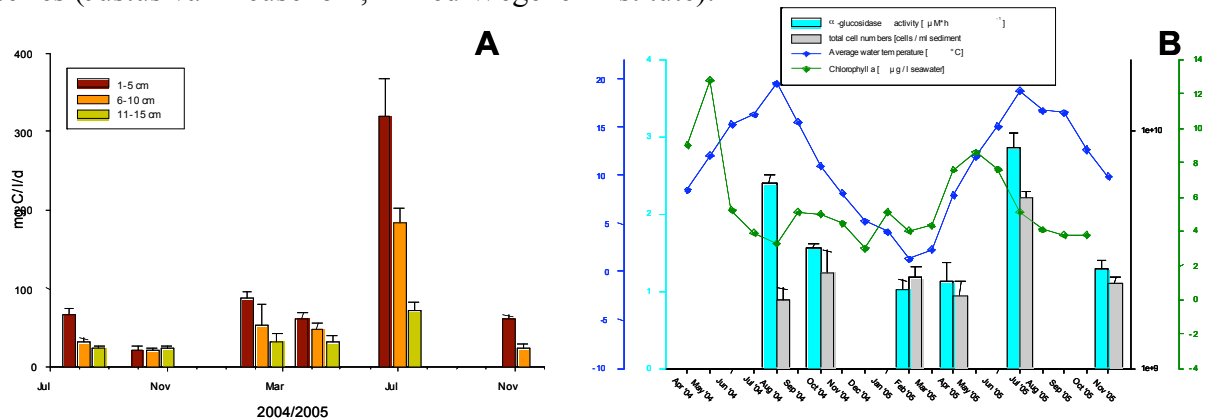 A
mg C/l/d
400
300
200
100
0
1-5 cm
6-10 cm
11-15 cm
Jul Nov Mar Jul Nov
2004/2005
B
α-glucosidase activity [ µM*h -1]
total cell numbers [cells / ml sediment
Average water temperature [ °C]
Chlorophyll a [ µg / l seawater]
20
15
10
5
0
-5
-10
4
3
2
1
0
1e+10
1e+9
14
12
10
8
6
4
2
0
-2
-4
Apr '04 May '04 Jun '04 Jul '04 Aug '04 Sep '04 Oct '04 Nov '04 Dec '04 Jan '05 Feb '05 Mar '05 Apr '05 May '05 Jun '05 Jul '05 Aug '05 Sep '05 Oct '05 Nov '05